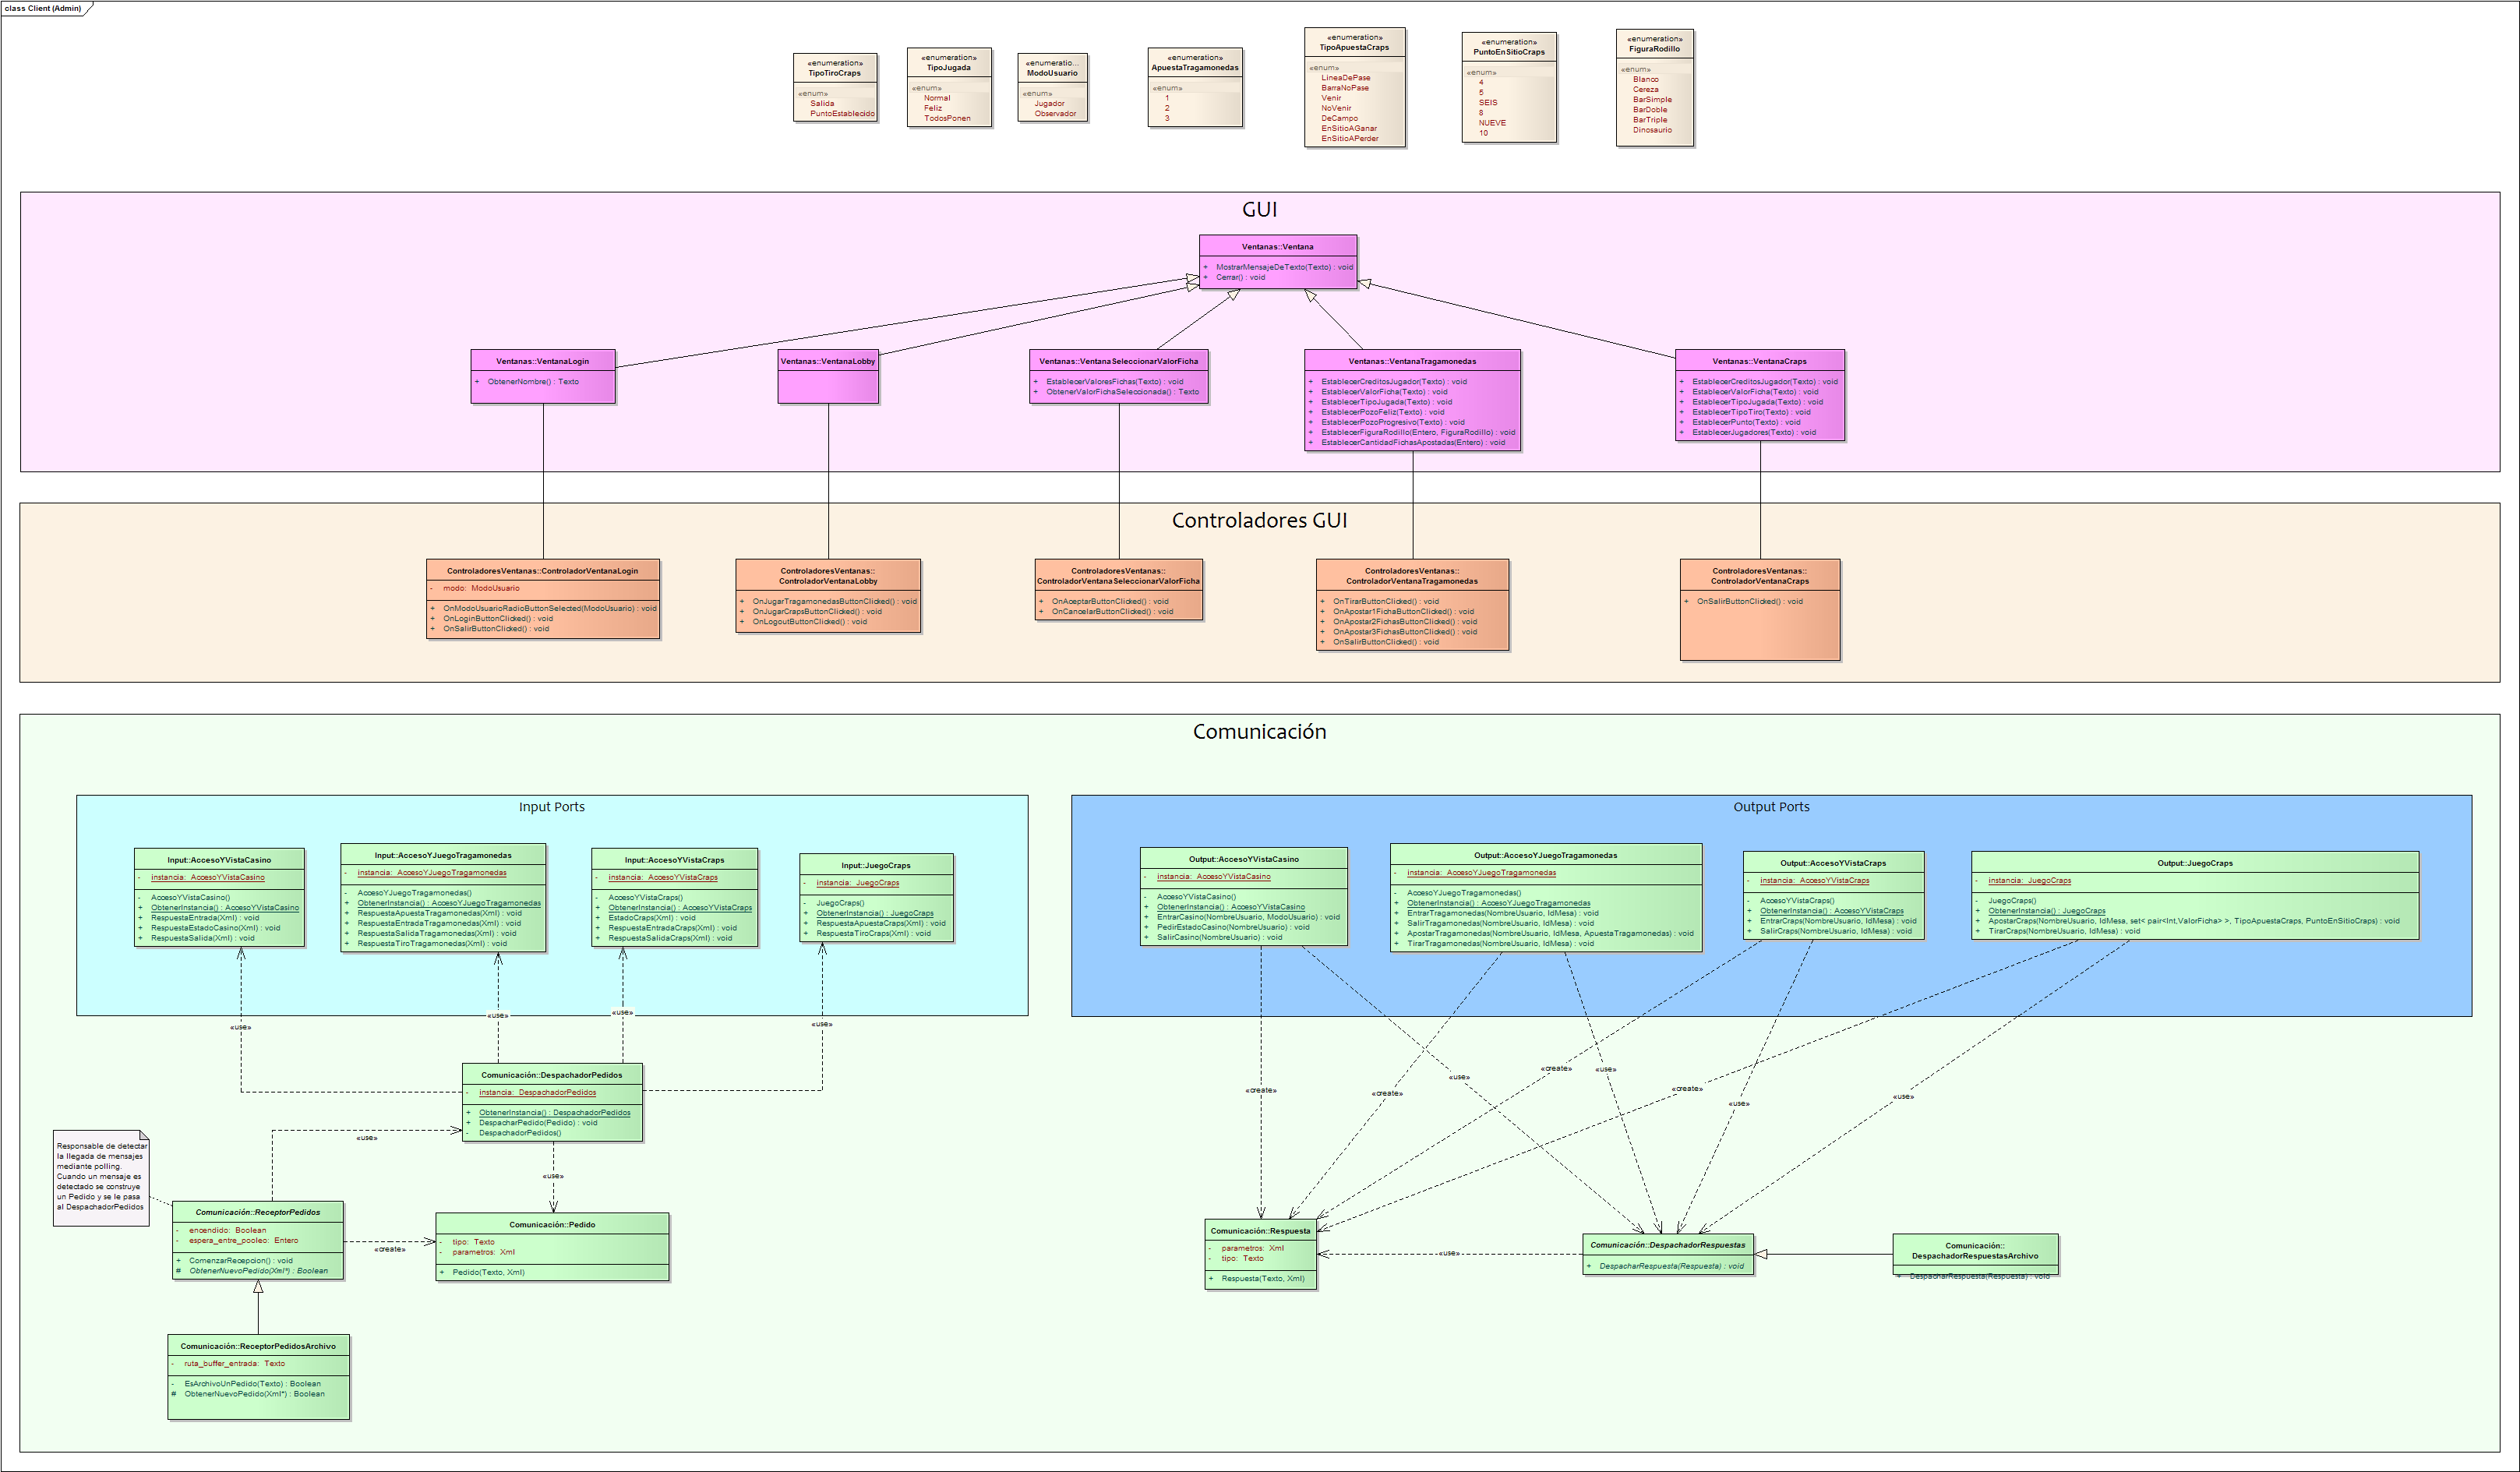 class Client (Admin)
«enumeration»
TipoTiroCraps
«enum»
Salida
PuntoEstablecido
«enumeration»
TipoJugada
«enum»
Normal
Feliz
TodosPonen
«enumeratio...
ModoUsuario
«enum»
Jugador
Observador
«enumeration»
ApuestaTragamonedas
«enum»
1
2
3
«enumeration»
TipoApuestaCraps
«enum»
LineaDePase
BarraNoPase
Venir
NoVenir
DeCampo
EnSitioAGanar
EnSitioAPerder
«enumeration»
PuntoEnSitioCraps
«enum»
4
5
SEIS
8
NUEVE
10
«enumeration»
FiguraRodillo
«enum»
Blanco
Cereza
BarSimple
BarDoble
BarTriple
Dinosaurio
GUI
Ventanas::Ventana
+ MostrarMensajeDeTexto(Texto) : void
+ Cerrar() : void
Ventanas::VentanaLogin
+ ObtenerNombre() : Texto
Ventanas::VentanaLobby
Ventanas::VentanaSeleccionarValorFicha
+ EstablecerValoresFichas(Texto) : void
+ ObtenerValorFichaSeleccionada() : Texto
Ventanas::VentanaTragamonedas
+ EstablecerCreditosJugador(Texto) : void
+ EstablecerValorFicha(Texto) : void
+ EstablecerTipoJugada(Texto) : void
+ EstablecerPozoFeliz(Texto) : void
+ EstablecerPozoProgresivo(Texto) : void
+ EstablecerFiguraRodillo(Entero, FiguraRodillo) : void
+ EstablecerCantidadFichasApostadas(Entero) : void
Ventanas::VentanaCraps
+ EstablecerCreditosJugador(Texto) : void
+ EstablecerValorFicha(Texto) : void
+ EstablecerTipoJugada(Texto) : void
+ EstablecerTipoTiro(Texto) : void
+ EstablecerPunto(Texto) : void
+ EstablecerJugadores(Texto) : void
Controladores GUI
ControladoresVentanas::ControladorVentanaLogin
- modo: ModoUsuario
+ OnModoUsuarioRadioButtonSelected(ModoUsuario) : void
+ OnLoginButtonClicked() : void
+ OnSalirButtonClicked() : void
ControladoresVentanas::
ControladorVentanaLobby
+ OnJugarTragamonedasButtonClicked() : void
+ OnJugarCrapsButtonClicked() : void
+ OnLogoutButtonClicked() : void
ControladoresVentanas::
ControladorVentanaSeleccionarValorFicha
+ OnAceptarButtonClicked() : void
+ OnCancelarButtonClicked() : void
ControladoresVentanas::
ControladorVentanaTragamonedas
+ OnTirarButtonClicked() : void
+ OnApostar1FichaButtonClicked() : void
+ OnApostar2FichasButtonClicked() : void
+ OnApostar3FichasButtonClicked() : void
+ OnSalirButtonClicked() : void
ControladoresVentanas::
ControladorVentanaCraps
+ OnSalirButtonClicked() : void
Comunicación
Input Ports
Input::AccesoYVistaCasino
- instancia: AccesoYVistaCasino
- AccesoYVistaCasino()
+ ObtenerInstancia() : AccesoYVistaCasino
+ RespuestaEntrada(Xml) : void
+ RespuestaEstadoCasino(Xml) : void
+ RespuestaSalida(Xml) : void
Input::AccesoYJuegoTragamonedas
- instancia: AccesoYJuegoTragamonedas
- AccesoYJuegoTragamonedas()
+ ObtenerInstancia() : AccesoYJuegoTragamonedas
+ RespuestaApuestaTragamonedas(Xml) : void
+ RespuestaEntradaTragamonedas(Xml) : void
+ RespuestaSalidaTragamonedas(Xml) : void
+ RespuestaTiroTragamonedas(Xml) : void
Input::AccesoYVistaCraps
- instancia: AccesoYVistaCraps
- AccesoYVistaCraps()
+ ObtenerInstancia() : AccesoYVistaCraps
+ EstadoCraps(Xml) : void
+ RespuestaEntradaCraps(Xml) : void
+ RespuestaSalidaCraps(Xml) : void
Input::JuegoCraps
- instancia: JuegoCraps
- JuegoCraps()
+ ObtenerInstancia() : JuegoCraps
+ RespuestaApuestaCraps(Xml) : void
+ RespuestaTiroCraps(Xml) : void
Output Ports
Output::AccesoYVistaCasino
- instancia: AccesoYVistaCasino
- AccesoYVistaCasino()
+ ObtenerInstancia() : AccesoYVistaCasino
+ EntrarCasino(NombreUsuario, ModoUsuario) : void
+ PedirEstadoCasino(NombreUsuario) : void
+ SalirCasino(NombreUsuario) : void
Output::AccesoYJuegoTragamonedas
- instancia: AccesoYJuegoTragamonedas
- AccesoYJuegoTragamonedas()
+ ObtenerInstancia() : AccesoYJuegoTragamonedas
+ EntrarTragamonedas(NombreUsuario, IdMesa) : void
+ SalirTragamonedas(NombreUsuario, IdMesa) : void
+ ApostarTragamonedas(NombreUsuario, IdMesa, ApuestaTragamonedas) : void
+ TirarTragamonedas(NombreUsuario, IdMesa) : void
Output::AccesoYVistaCraps
- instancia: AccesoYVistaCraps
- AccesoYVistaCraps()
+ ObtenerInstancia() : AccesoYVistaCraps
+ EntrarCraps(NombreUsuario, IdMesa) : void
+ SalirCraps(NombreUsuario, IdMesa) : void
Output::JuegoCraps
- instancia: JuegoCraps
- JuegoCraps()
+ ObtenerInstancia() : JuegoCraps
+ ApostarCraps(NombreUsuario, IdMesa, set< pair<Int,ValorFicha> >, TipoApuestaCraps, PuntoEnSitioCraps) : void
+ TirarCraps(NombreUsuario, IdMesa) : void
«use»
«use»
«use»
«use»
Comunicación::DespachadorPedidos
- instancia: DespachadorPedidos
+ ObtenerInstancia() : DespachadorPedidos
+ DespacharPedido(Pedido) : void
- DespachadorPedidos()
«create»
«create»
«use»
«create»
«use»
«create»
«use»
«use»
«use»
«use»
Responsable de detectar
la llegada de mensajes
mediante polling.
Cuando un mensaje es
detectado se construye
un Pedido y se le pasa
al DespachadorPedidos
Comunicación::ReceptorPedidos
- encendido: Boolean
- espera_entre_pooleo: Entero
+ ComenzarRecepcion() : void
# ObtenerNuevoPedido(Xml*) : Boolean
«create»
Comunicación::Pedido
- tipo: Texto
- parametros: Xml
+ Pedido(Texto, Xml)
Comunicación::Respuesta
- parametros: Xml
- tipo: Texto
+ Respuesta(Texto, Xml)
«use»
Comunicación::DespachadorRespuestas
+ DespacharRespuesta(Respuesta) : void
Comunicación::
DespachadorRespuestasArchivo
+ DespacharRespuesta(Respuesta) : void
Comunicación::ReceptorPedidosArchivo
- ruta_buffer_entrada: Texto
- EsArchivoUnPedido(Texto) : Boolean
# ObtenerNuevoPedido(Xml*) : Boolean